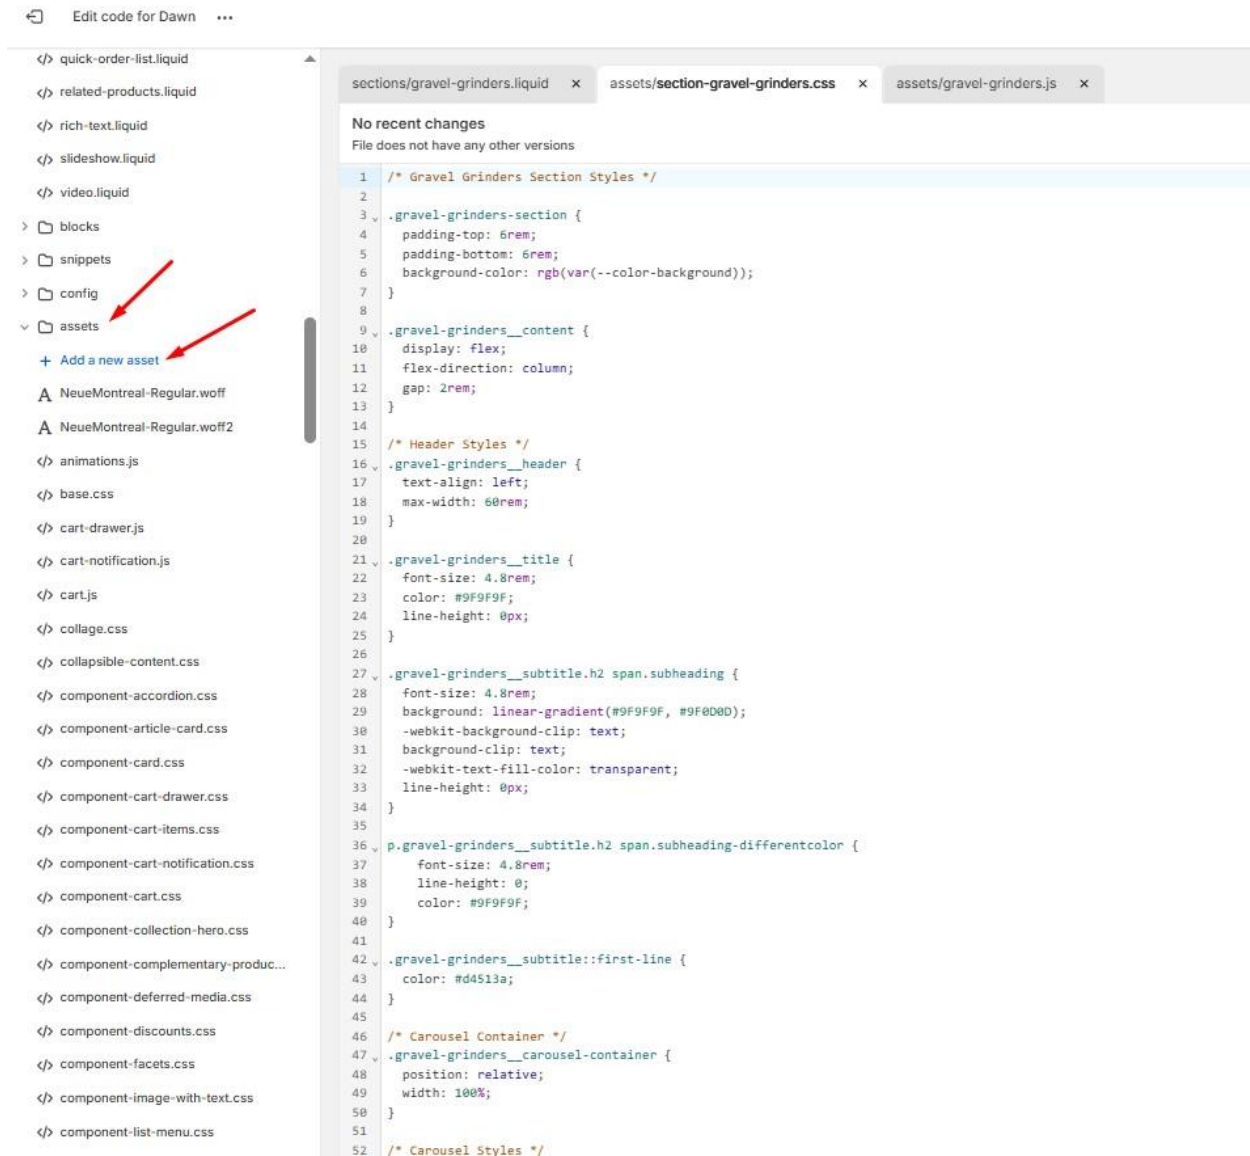 Edit code for Dawn ...
</> quick-order-list.liquid
</> related-products.liquid
</> rich-text.liquid
</> slideshow.liquid
</> video.liquid
blocks
snippets
config
assets
+ Add a new asset
A NeueMontreal-Regular.woff
A NeueMontreal-Regular.woff2
</> animations.js
</> base.css
</> cart-drawer.js
</> cart-notification.js
</> cart.js
</> collage.css
</> collapsible-content.css
</> component-accordion.css
</> component-article-card.css
</> component-card.css
</> component-cart-drawer.css
</> component-cart-items.css
</> component-cart-notification.css
</> component-cart.css
</> component-collection-hero.css
</> component-complementary-produc...
</> component-deferred-media.css
</> component-discounts.css
</> component-facets.css
</> component-image-with-text.css
</> component-list-menu.css
sections/gravel-grinders.liquid × assets/section-gravel-grinders.css × assets/gravel-grinders.js ×
No recent changes
File does not have any other versions
1 /* Gravel Grinders Section Styles */
2
3 .gravel-grinders-section {
4 padding-top: 6rem;
5 padding-bottom: 6rem;
6 background-color: rgb(var(--color-background));
7 }
8
9 .gravel-grinders__content {
10 display: flex;
11 flex-direction: column;
12 gap: 2rem;
13 }
14
15 /* Header Styles */
16 .gravel-grinders__header {
17 text-align: left;
18 max-width: 60rem;
19 }
20
21 .gravel-grinders__title {
22 font-size: 4.8rem;
23 color: #9F9F9F;
24 line-height: 0px;
25 }
26
27 .gravel-grinders__subtitle.h2 span.subheading {
28 font-size: 4.8rem;
29 background: linear-gradient(#9F9F9F, #9F0D0D);
30 -webkit-background-clip: text;
31 background-clip: text;
32 -webkit-text-fill-color: transparent;
33 line-height: 0px;
34 }
35
36 p.gravel-grinders__subtitle.h2 span.subheading-differentcolor {
37 font-size: 4.8rem;
38 line-height: 0;
39 color: #9F9F9F;
40 }
41
42 .gravel-grinders__subtitle::first-line {
43 color: #d4513a;
44 }
45
46 /* Carousel Container */
47 .gravel-grinders__carousel-container {
48 position: relative;
49 width: 100%;
50 }
51
52 /* Carousel Styles */